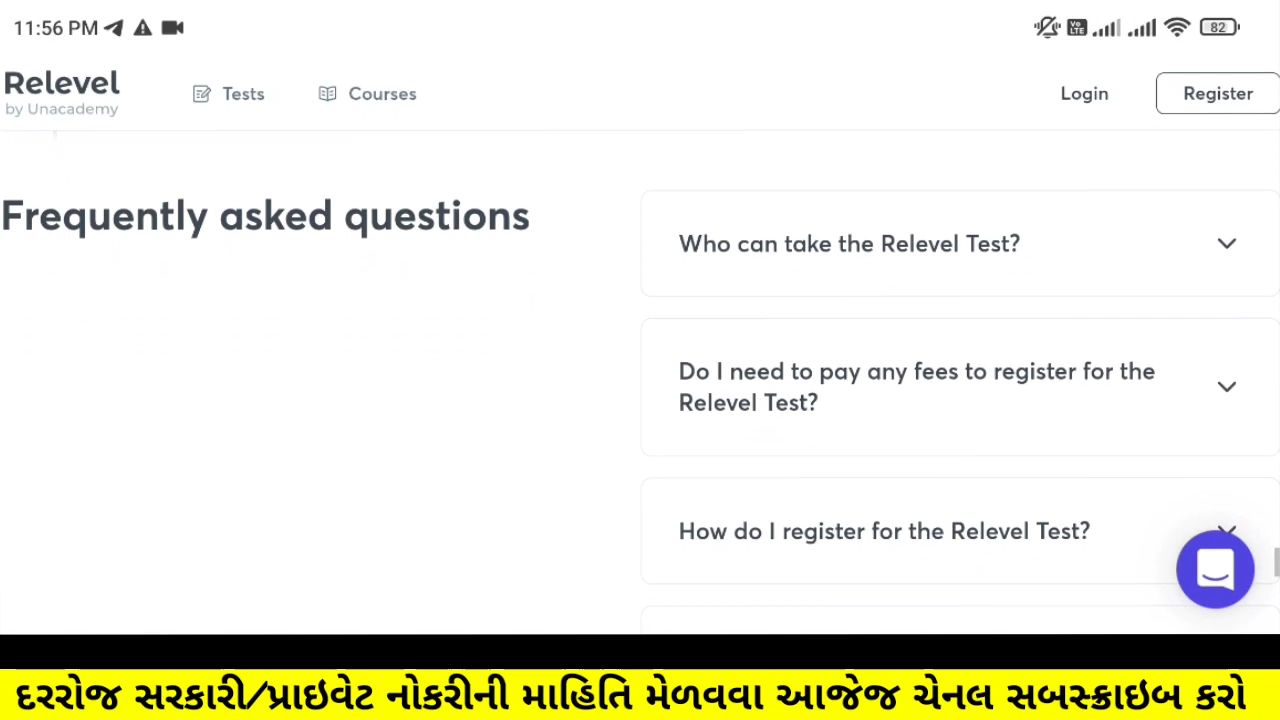 11:56 PM
Vo LTE
82
Relevel
by Unacademy
Tests
Courses
Login
Register
Frequently asked questions
Who can take the Relevel Test?
Do I need to pay any fees to register for the
Relevel Test?
How do I register for the Relevel Test?
દરરોજ સરકારી/પ્રાઇવેટ નોકરીની માહિતિ મેળવવા આજેજ ચેનલ સબસ્ક્રાઇબ કરો